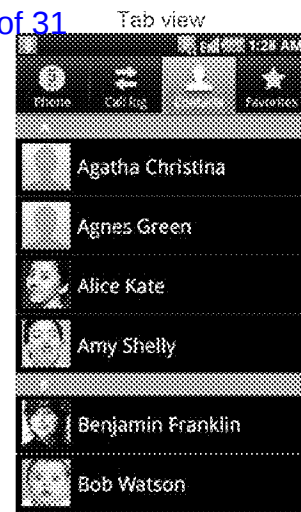 of 31
Tab view
1:28 AM
Phone Call log Contacts Favorites
Agatha Christina
Agnes Green
Alice Kate
Amy Shelly
Benjamin Franklin
Bob Watson